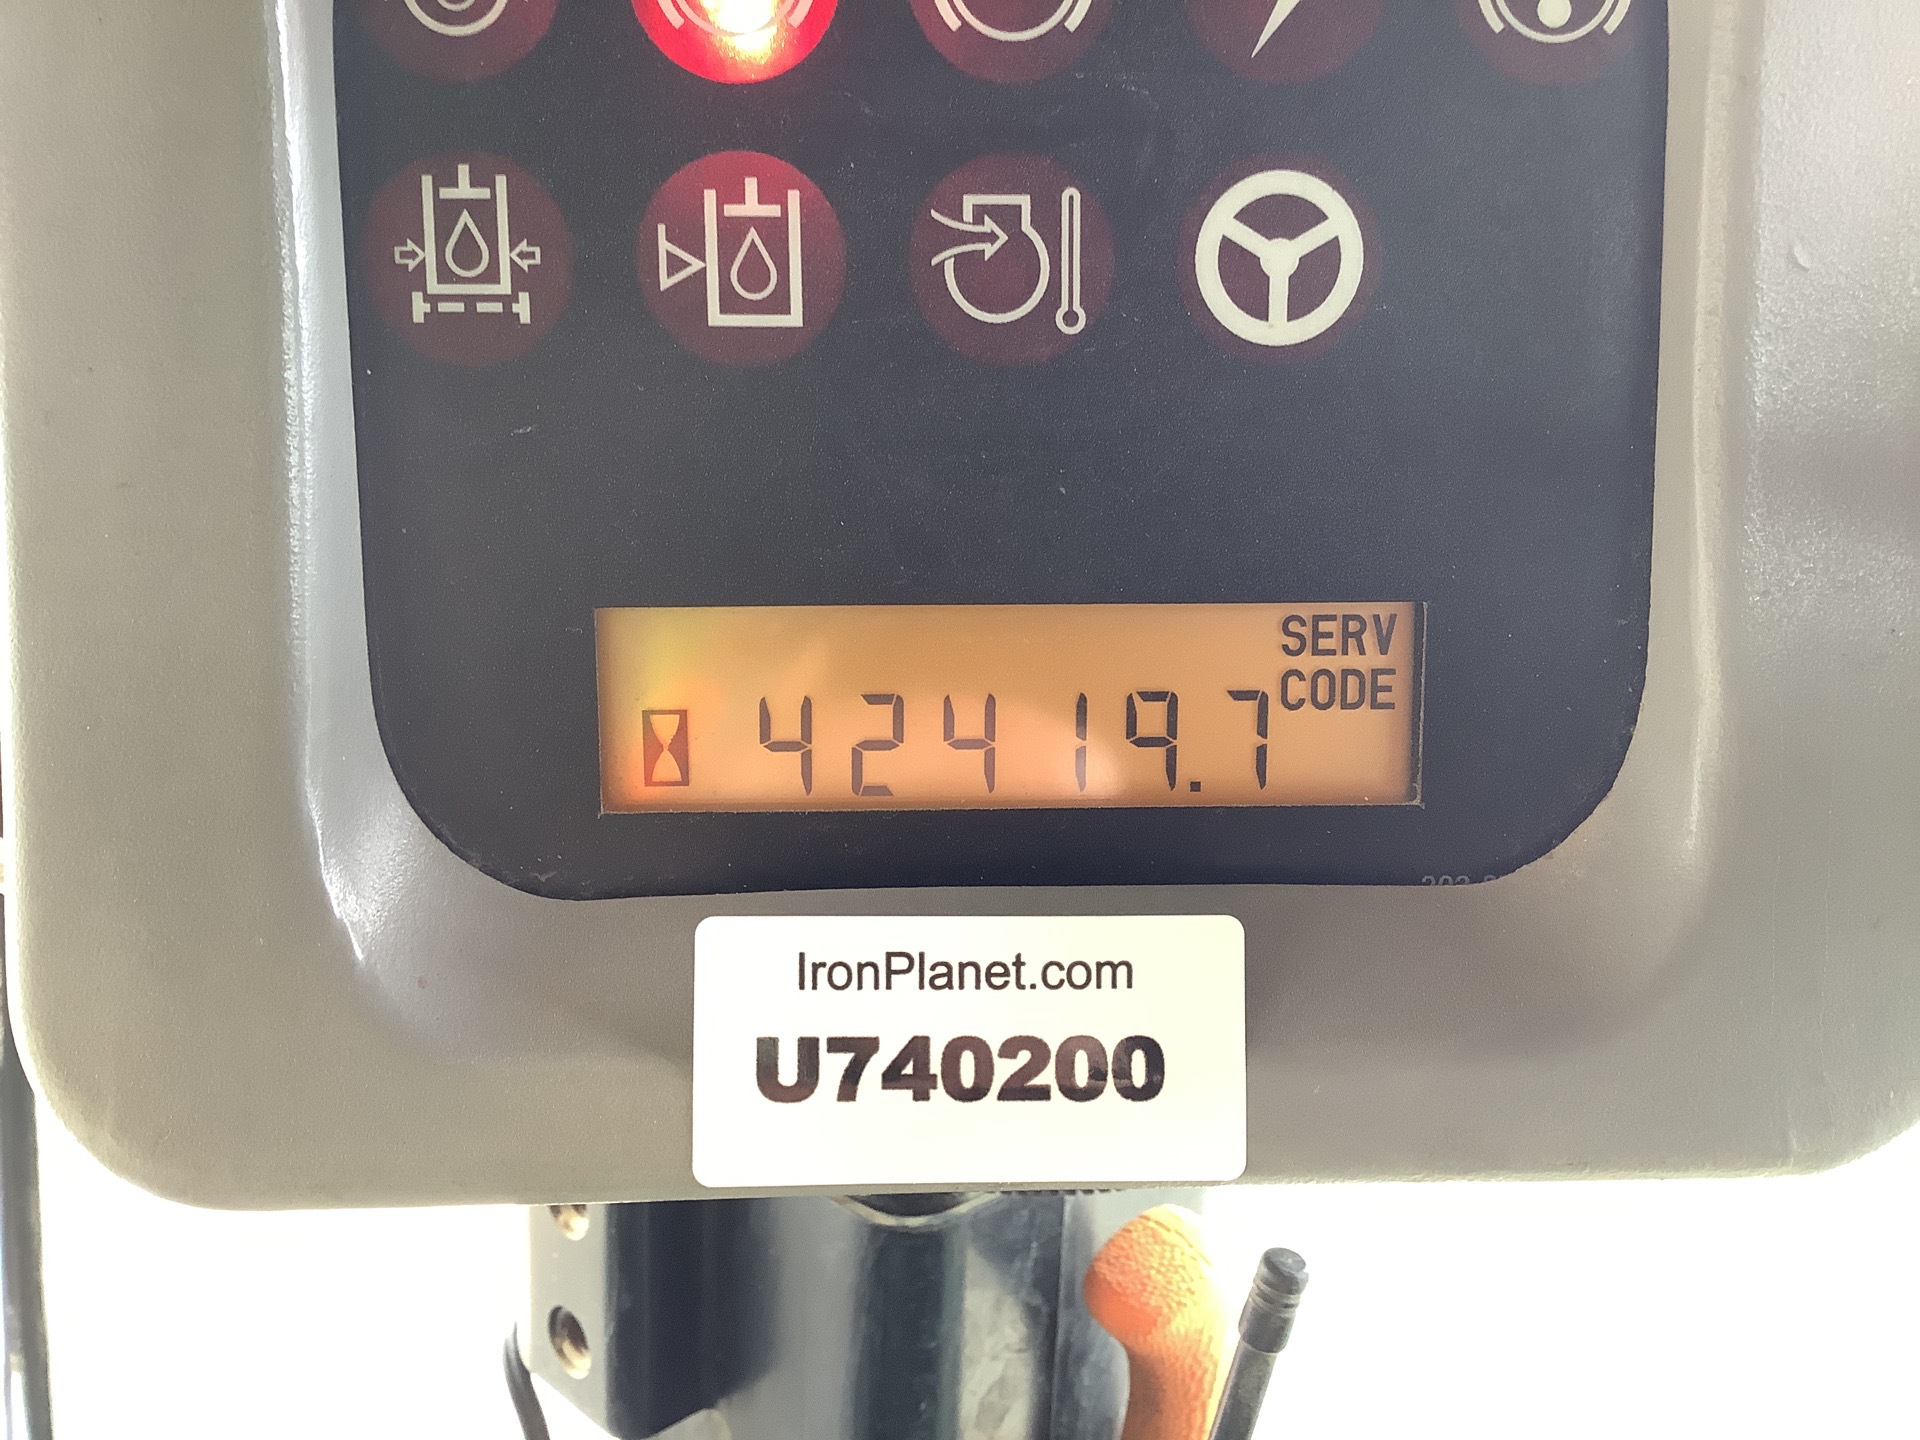 SERV
CODE
42419.7
IronPlanet.com
U740200